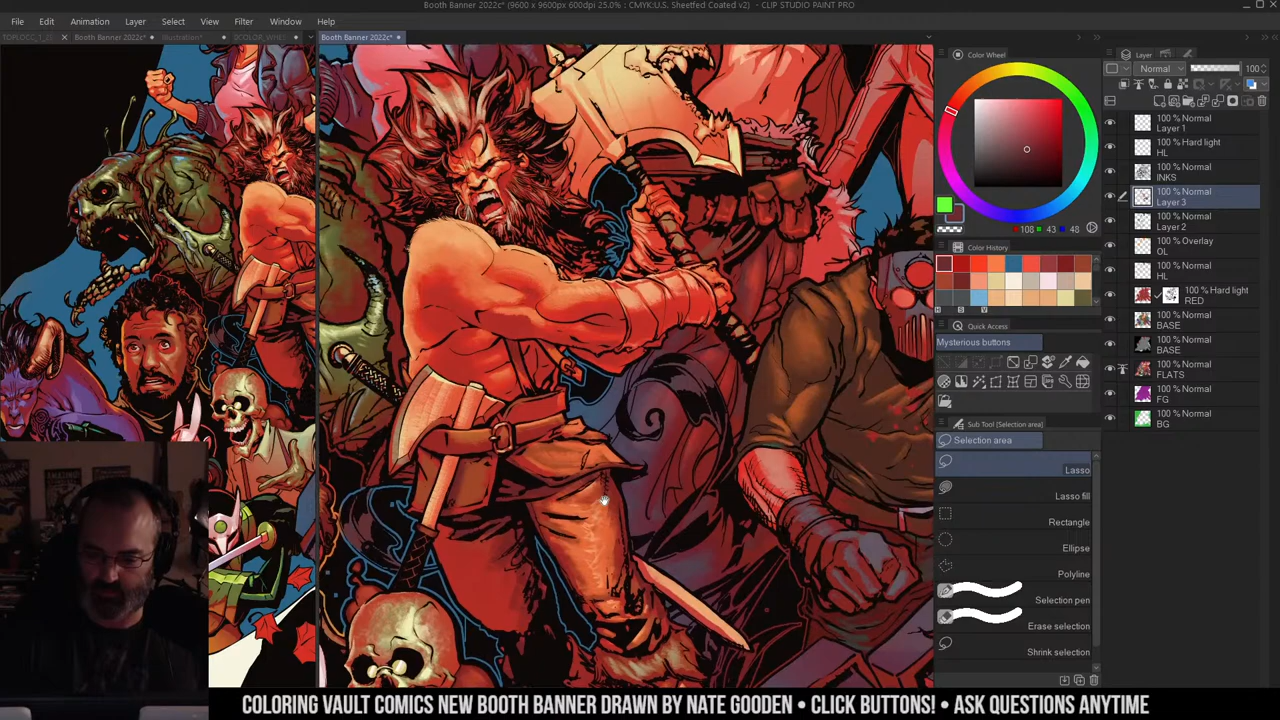 Booth Banner 2022c* (9600 x 9600px 600dpi 25.0% : CMYK:U.S. Sheetfed Coated v2) - CLIP STUDIO PAINT PRO
File Edit Animation Layer Select View Filter Window Help
Booth Banner 2022c* Illustration* Booth Banner 2022c*
Color Wheel
108 43 48
Color History
H S V
Quick Access
Mysterious buttons
Sub Tool [Selection area]
Selection area
Lasso
Lasso fill
Rectangle
Ellipse
Polyline
Selection pen
Erase selection
Shrink selection
Layer
Normal 100
100 % Normal
Layer 1
100 % Hard light
HL
100 % Normal
INKS
100 % Normal
Layer 3
100 % Normal
Layer 2
100 % Overlay
OL
100 % Normal
HL
100 % Hard light
RED
100 % Normal
BASE
100 % Normal
BASE
100 % Normal
FLATS
100 % Normal
FG
100 % Normal
BG
COLORING VAULT COMICS NEW BOOTH BANNER DRAWN BY NATE GOODEN • CLICK BUTTONS! • ASK QUESTIONS ANYTIME